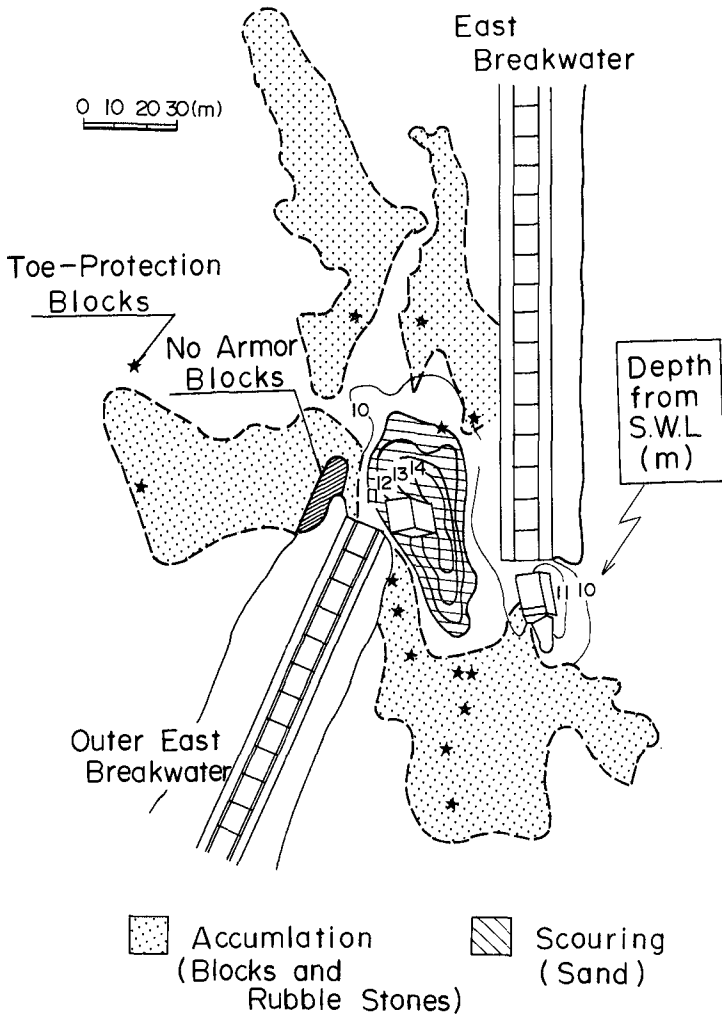 East
Breakwater
0 10 20 30(m)
Toe-Protection
Blocks
No Armor
Blocks
Depth
from
S.W.L
(m)
10
12 13 14
11 10
Outer East
Breakwater
Accumlation
(Blocks and
Rubble Stones)
Scouring
(Sand)